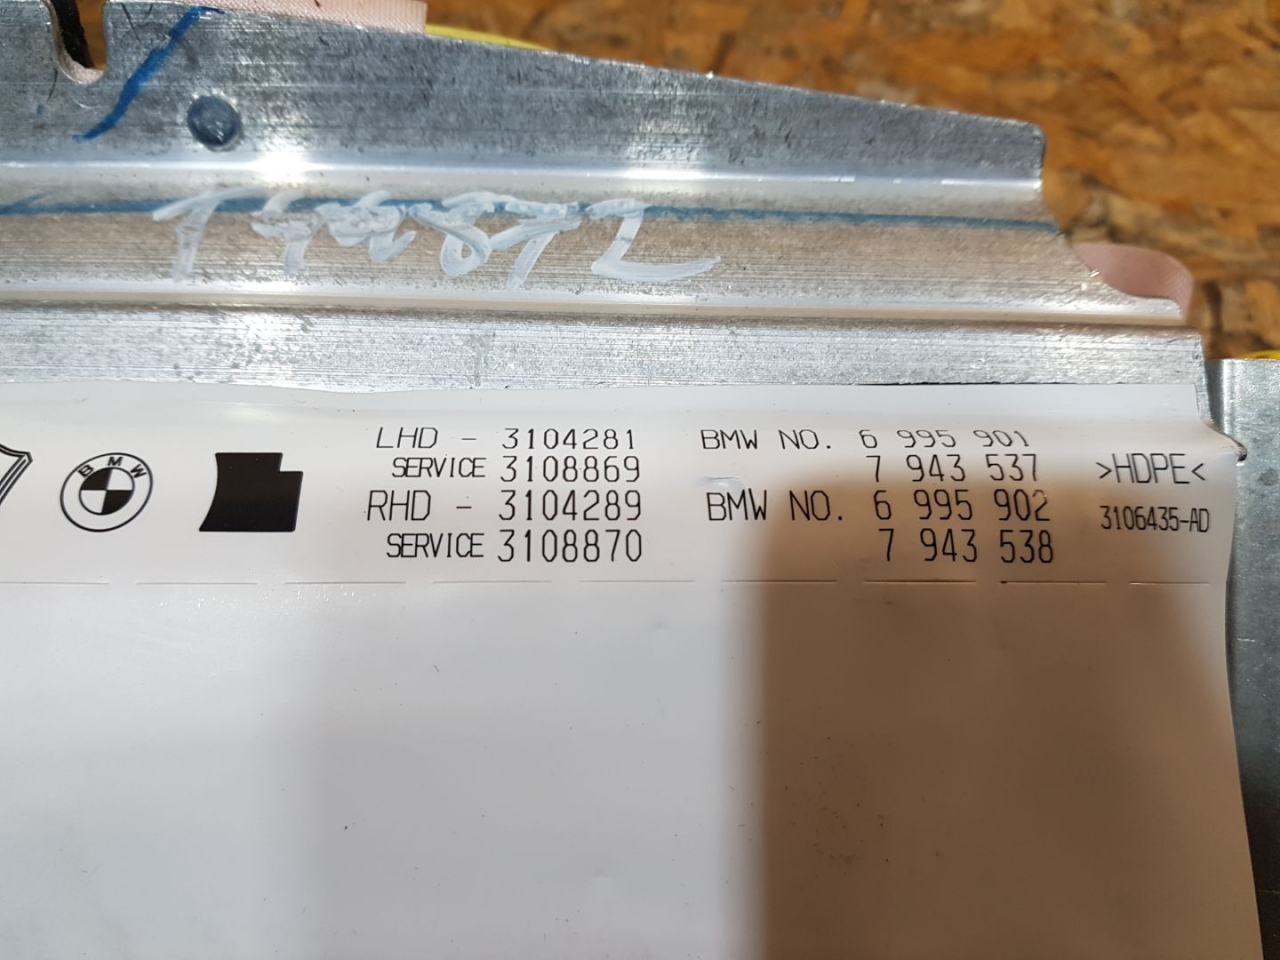 BMW
LHD - 3104281 BMW NO. 6 995 901
SERVICE 3108869 7 943 537 >HDPE<
RHD - 3104289 BMW NO. 6 995 902 3106435-AD
SERVICE 3108870 7 943 538